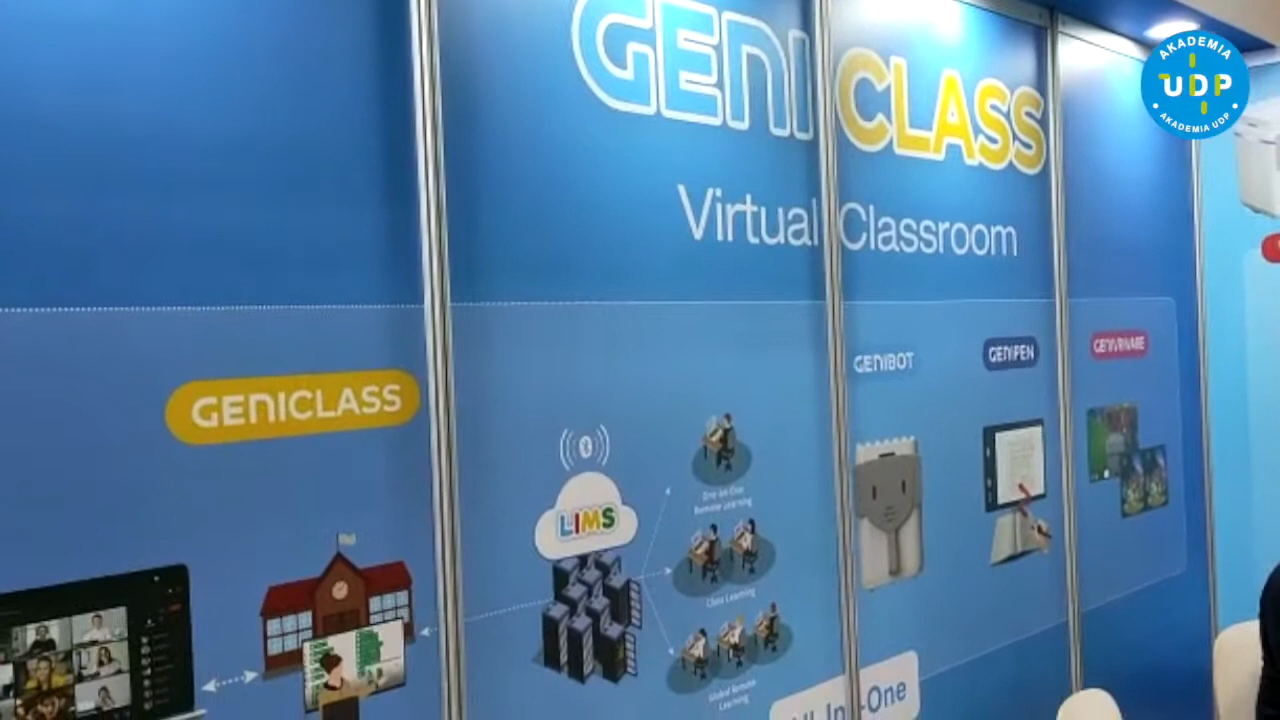 GENICLASS
Virtual Classroom
AKADEMIA
UDP
AKADEMIA UDP
GENICLASS
GENIBOT
GENIPEN
LIMS
One-on-One
Remote Learning
Class Learning
Global Remote
Learning
All-In-One